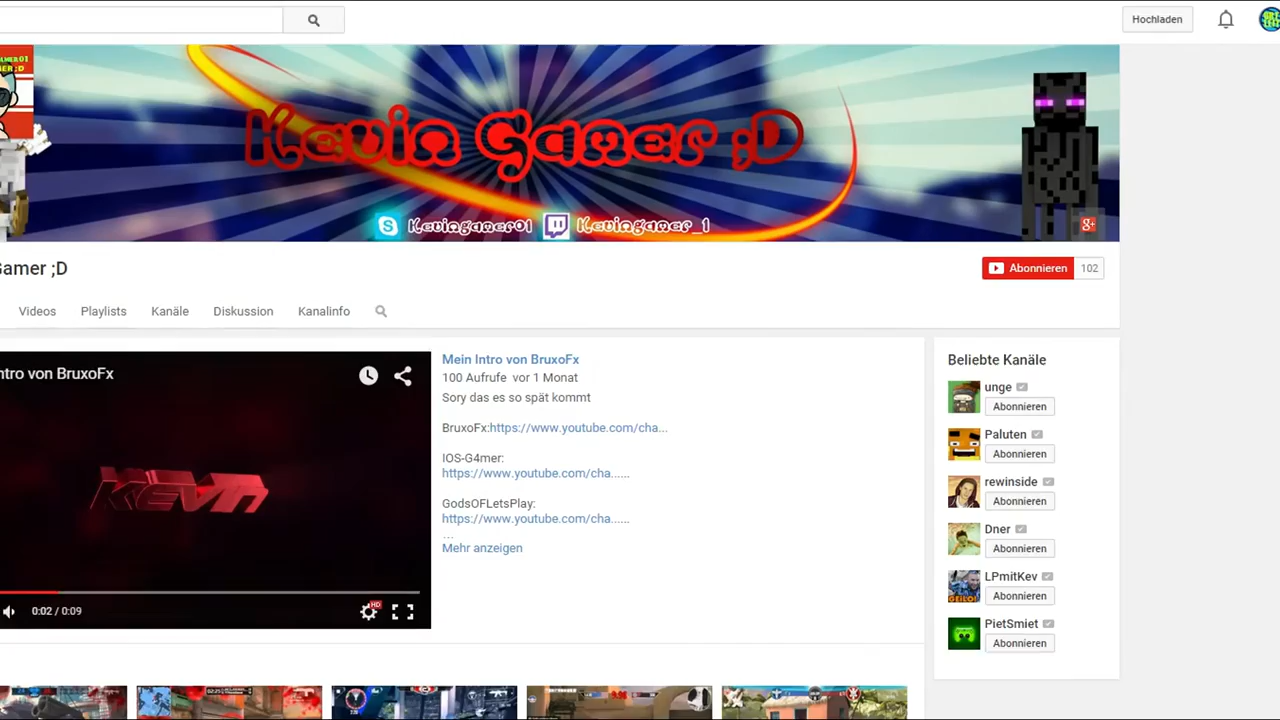 Hochladen
Kevin Gamer ;D
Kevingamer01
Kevingamer_1
Gamer ;D
Abonnieren 102
Videos Playlists Kanäle Diskussion Kanalinfo
ntro von BruxoFx
KEVIN
0:02 / 0:09
HD
Mein Intro von BruxoFx
100 Aufrufe vor 1 Monat
Sory das es so spät kommt
BruxoFx:https://www.youtube.com/cha...
IOS-G4mer:
https://www.youtube.com/cha......
GodsOFLetsPlay:
https://www.youtube.com/cha......
...
Mehr anzeigen
Beliebte Kanäle
unge
Abonnieren
Paluten
Abonnieren
rewinside
Abonnieren
Dner
Abonnieren
LPmitKev
GEILO!
Abonnieren
PietSmiet
Abonnieren